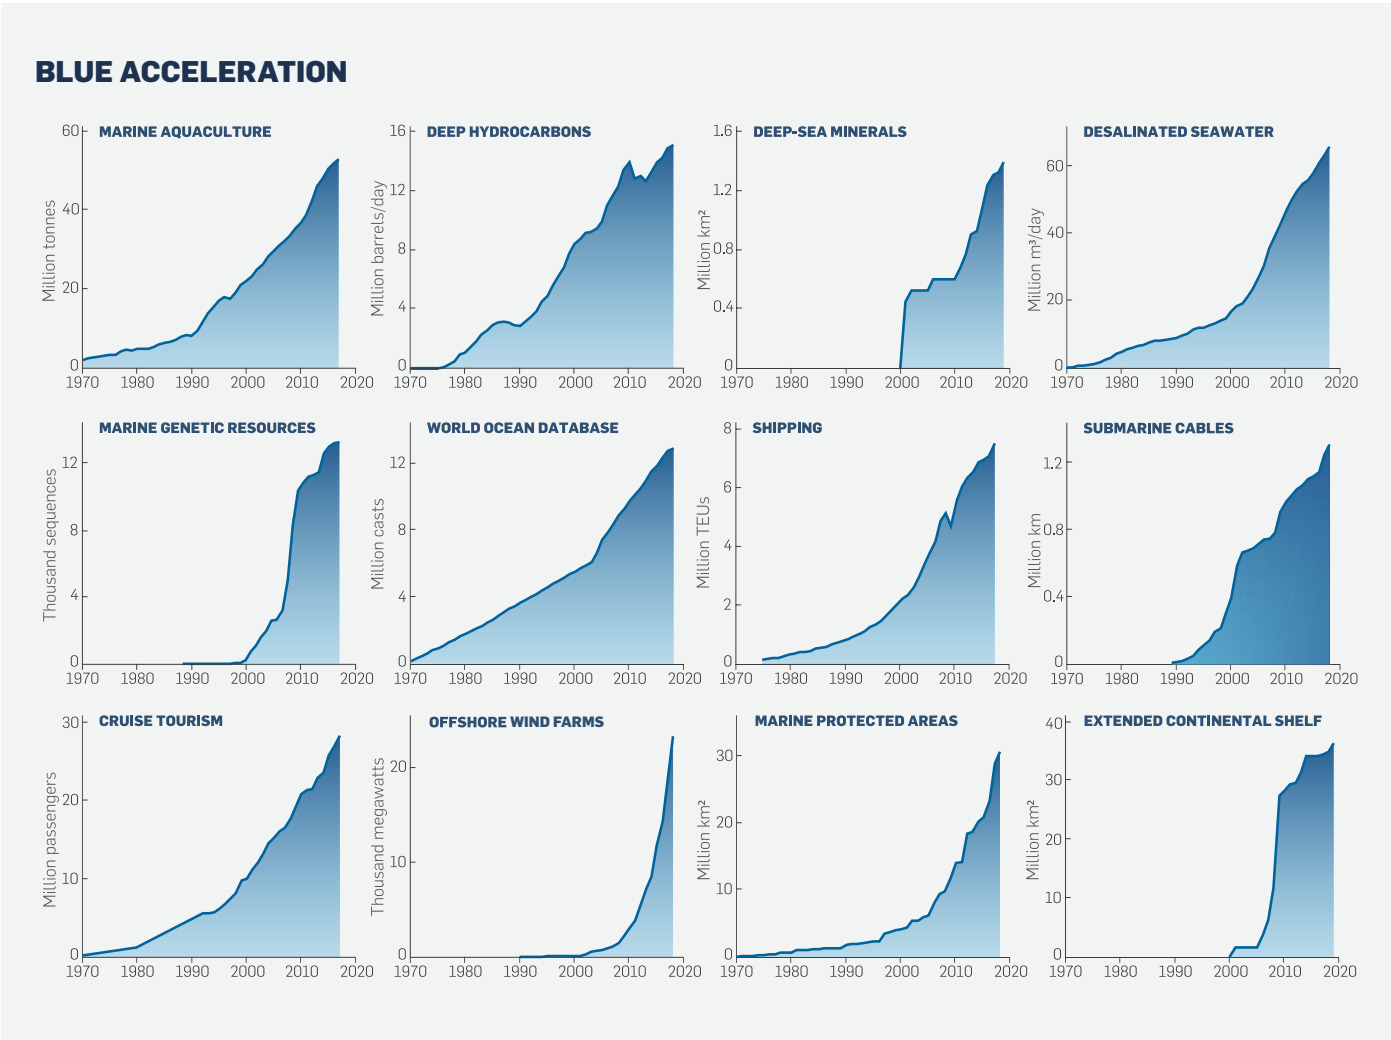 BLUE ACCELERATION
MARINE AQUACULTURE
Million tonnes
60
40
20
0
1970 1980 1990 2000 2010 2020
DEEP HYDROCARBONS
Million barrels/day
16
12
8
4
0
1970 1980 1990 2000 2010 2020
DEEP-SEA MINERALS
Million km²
1.6
1.2
0.8
0.4
0
1970 1980 1990 2000 2010 2020
DESALINATED SEAWATER
Million m³/day
60
40
20
0
1970 1980 1990 2000 2010 2020
MARINE GENETIC RESOURCES
Thousand sequences
12
8
4
0
1970 1980 1990 2000 2010 2020
WORLD OCEAN DATABASE
Million casts
12
8
4
0
1970 1980 1990 2000 2010 2020
SHIPPING
Million TEUs
8
6
4
2
0
1970 1980 1990 2000 2010 2020
SUBMARINE CABLES
Million km
1.2
0.8
0.4
0
1970 1980 1990 2000 2010 2020
CRUISE TOURISM
Million passengers
30
20
10
0
1970 1980 1990 2000 2010 2020
OFFSHORE WIND FARMS
Thousand megawatts
20
10
0
1970 1980 1990 2000 2010 2020
MARINE PROTECTED AREAS
Million km²
30
20
10
0
1970 1980 1990 2000 2010 2020
EXTENDED CONTINENTAL SHELF
Million km²
40
30
20
10
0
1970 1980 1990 2000 2010 2020